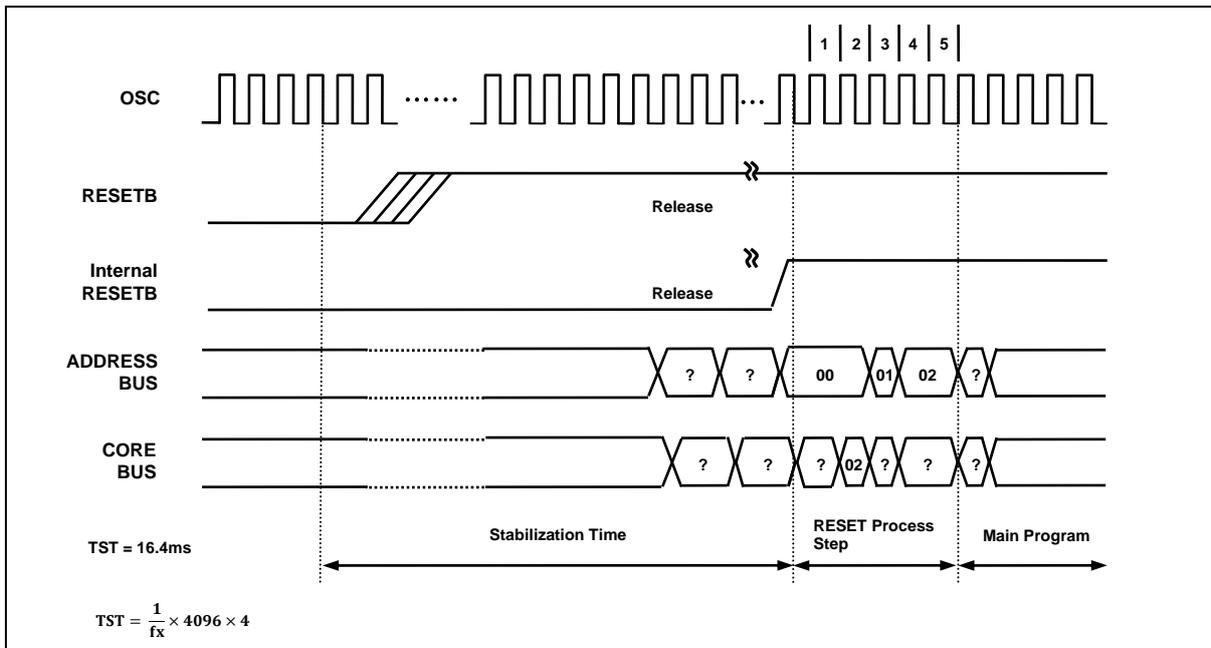 1 2 3 4 5
OSC
......
...
RESETB
Release
Internal
RESETB
Release
ADDRESS
BUS
? ? 00 01 02 ?
CORE
BUS
? ? ? 02 ? ? ?
TST = 16.4ms
Stabilization Time
RESET Process
Step
Main Program
TST = 1/fx × 4096 × 4